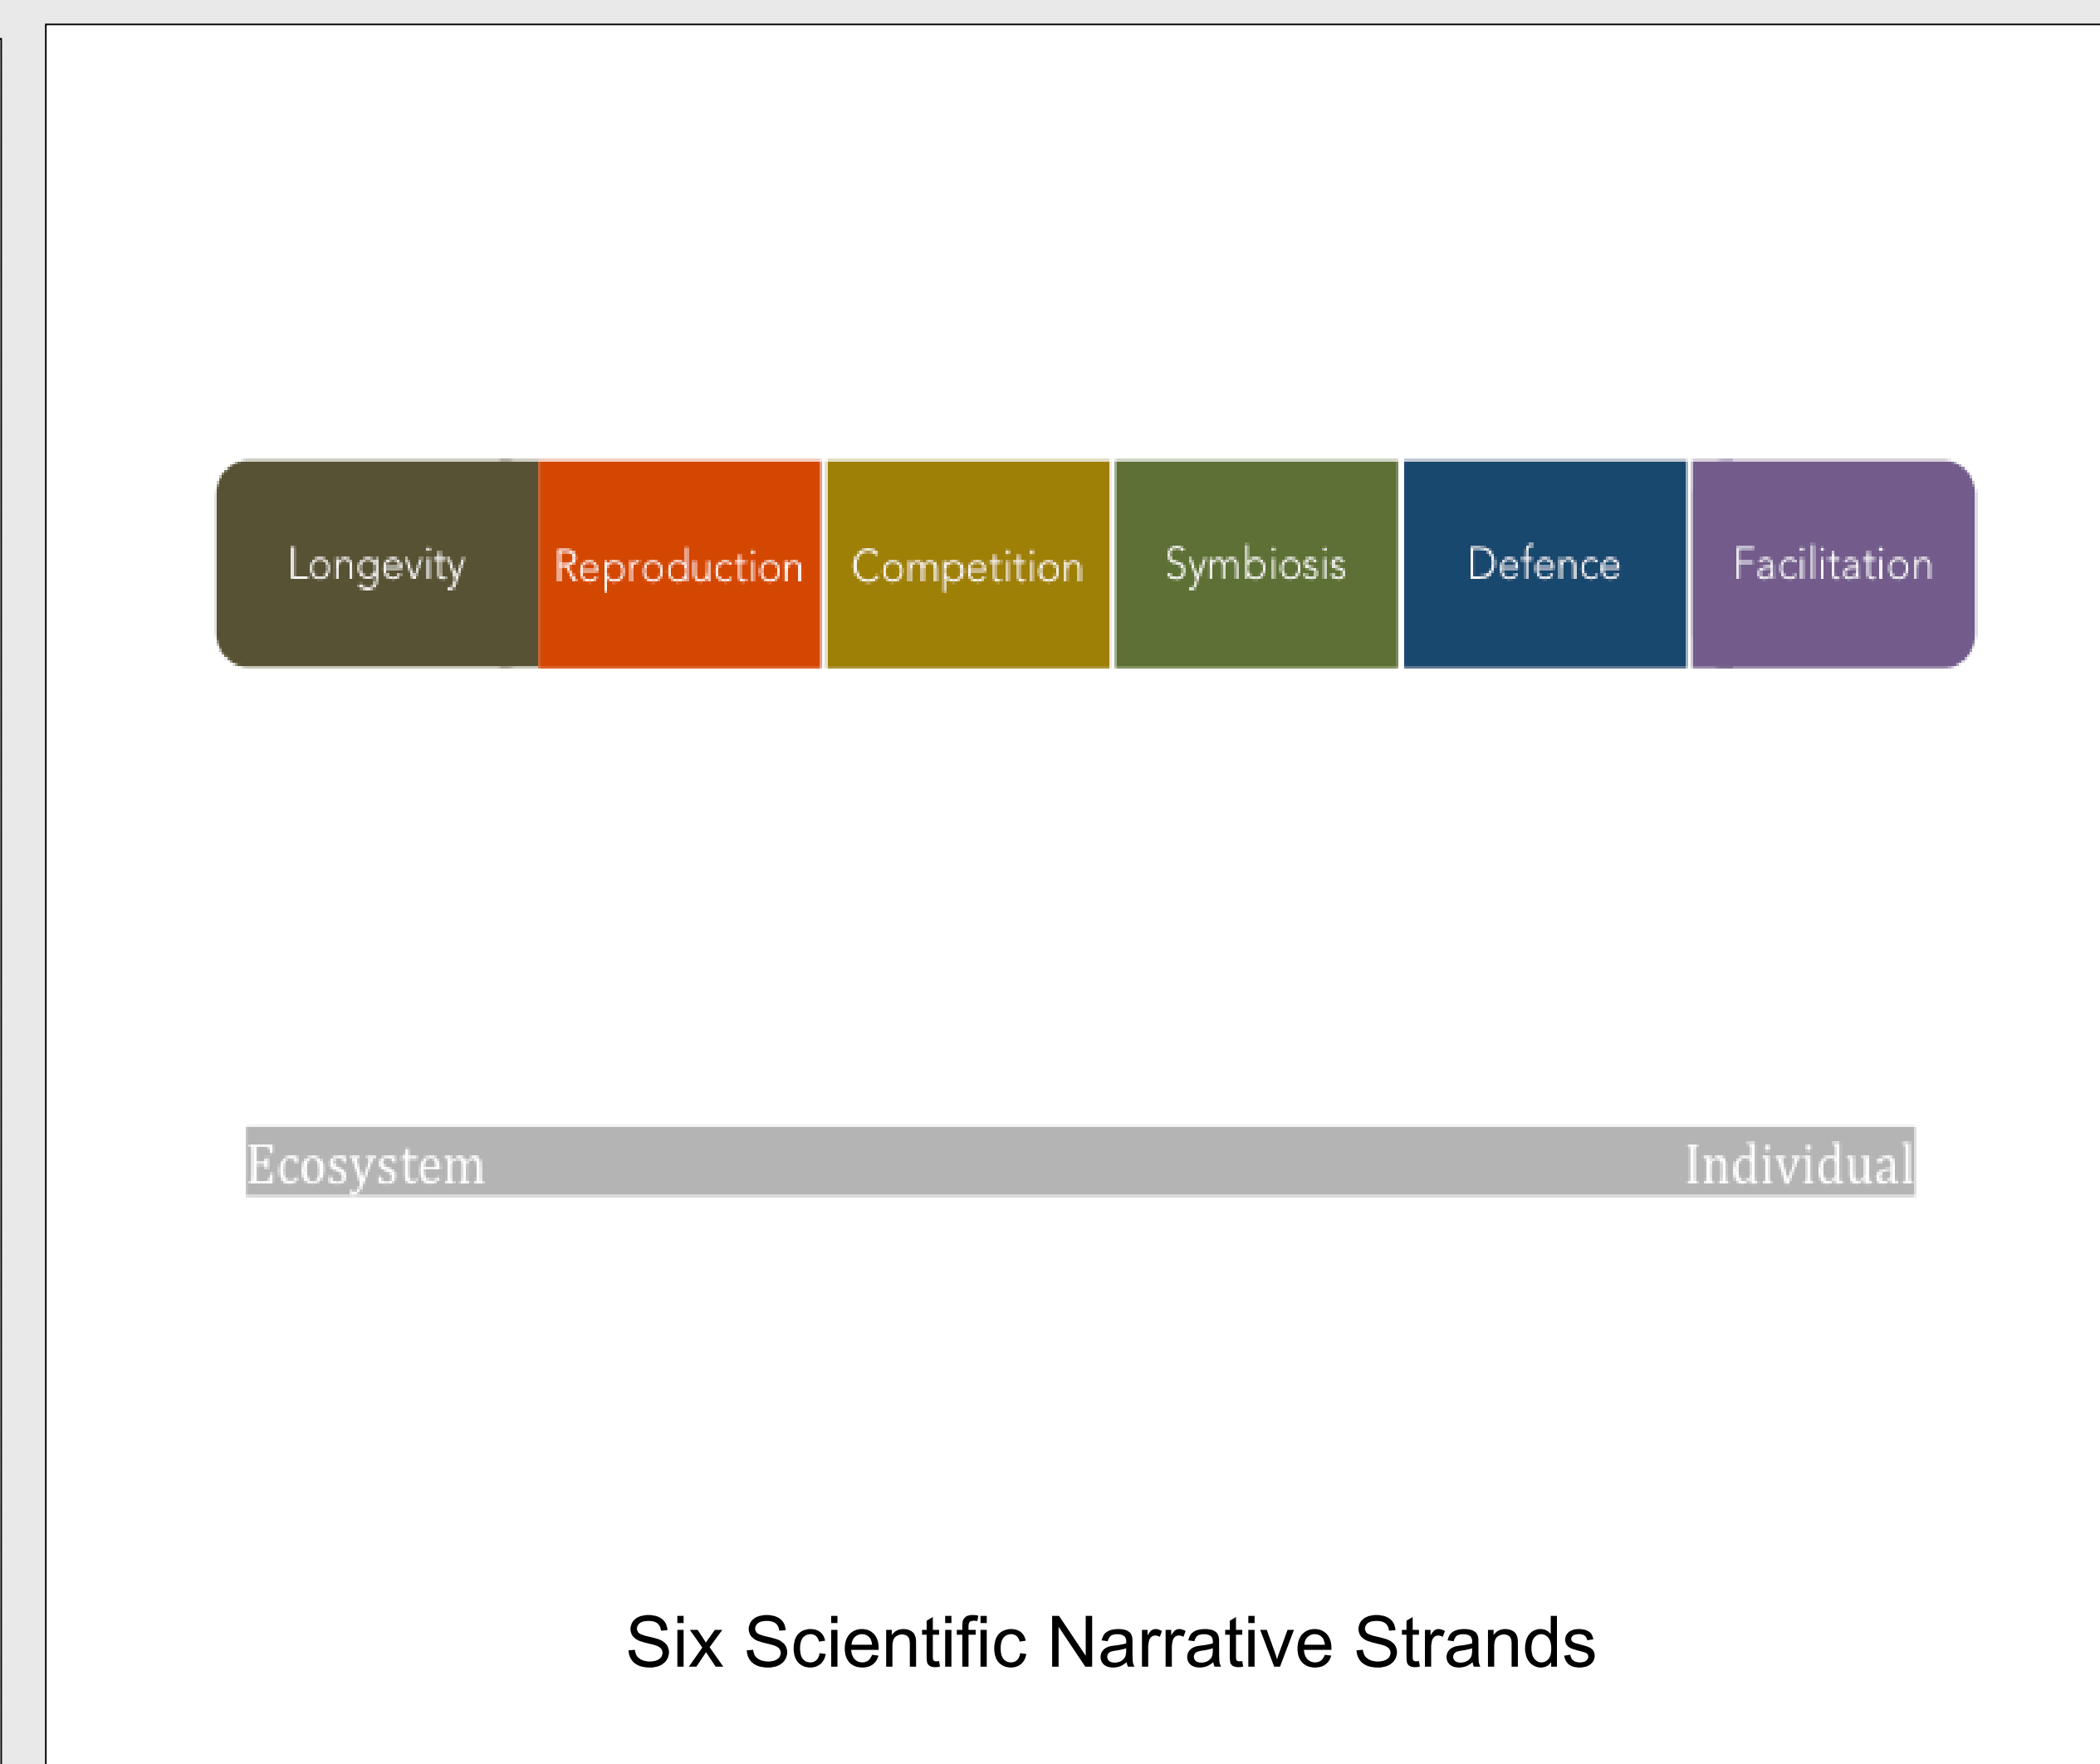 Longevity Reproduction Competition Symbiosis Defence Facilitation
Ecosystem Individual
Six Scientific Narrative Strands